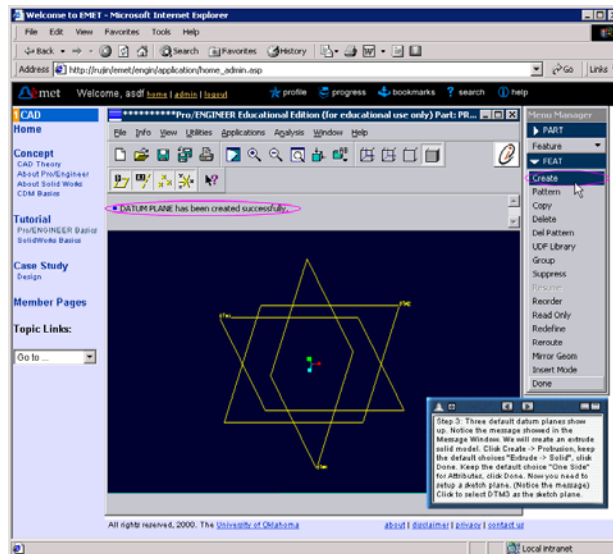 Welcome to EMET - Microsoft Internet Explorer
File Edit View Favorites Tools Help
Back Search Favorites History
Address http://rujin/emet/engin/application/home_admin.asp Go Links
emet Welcome, asdf home | admin | logout profile progress bookmarks search help
1 CAD
Home
Concept
CAD Theory
About Pro/Engineer
About Solid Works
CDM Basics
Tutorial
Pro/ENGINEER Basics
SolidWorks Basics
Case Study
Design
Member Pages
Topic Links:
Go to ...
**********Pro/ENGINEER Educational Edition (for educational use only) Part: PR...
File Info View Utilities Applications Analysis Window Help
DATUM PLANE has been created successfully.
Menu Manager
PART
Feature
FEAT
Create
Pattern
Copy
Delete
Del Pattern
UDF Library
Group
Suppress
Resume
Reorder
Read Only
Redefine
Reroute
Mirror Geom
Insert Mode
Done
Step-3: Three default datum planes show
up. Notice the message showed in the
Message Window. We will create an extrude
solid model. Click Create -> Protrusion, keep
the default choices "Extrude -> Solid", click
Done. Keep the default choice "One Side"
for Attributes, click Done. Now you need to
setup a sketch plane. (Notice the message)
Click to select DTM3 as the sketch plane.
All rights reserved, 2000. The University of Oklahoma about | disclaimer | privacy | contact us
Local intranet